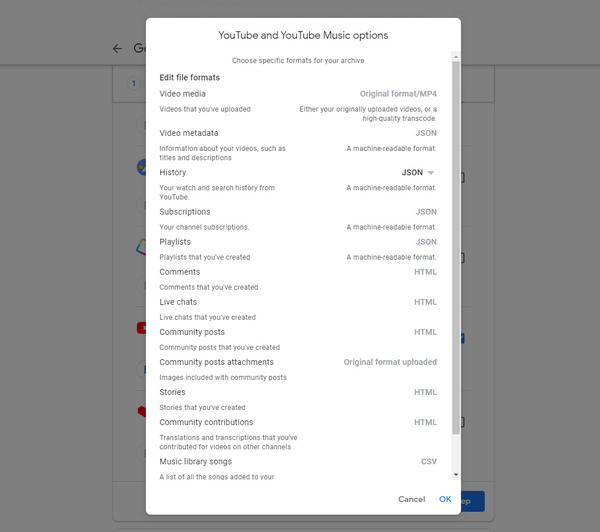 YouTube and YouTube Music options
Choose specific formats for your archive
Edit file formats
Video media Original format/MP4
Videos that you've uploaded Either your originally uploaded videos, or a
high-quality transcode.
Video metadata JSON
Information about your videos, such as A machine-readable format.
titles and descriptions
History JSON
Your watch and search history from A machine-readable format.
YouTube.
Subscriptions JSON
Your channel subscriptions. A machine-readable format.
Playlists JSON
Playlists that you've created A machine-readable format.
Comments HTML
Comments that you've created
Live chats HTML
Live chats that you've created
Community posts HTML
Community posts that you've created
Community posts attachments Original format uploaded
Images included with community posts
Stories HTML
Stories that you've created
Community contributions HTML
Translations and transcriptions that you've
contributed for videos on other channels
Music library songs CSV
A list of all the songs added to your
Cancel OK
1